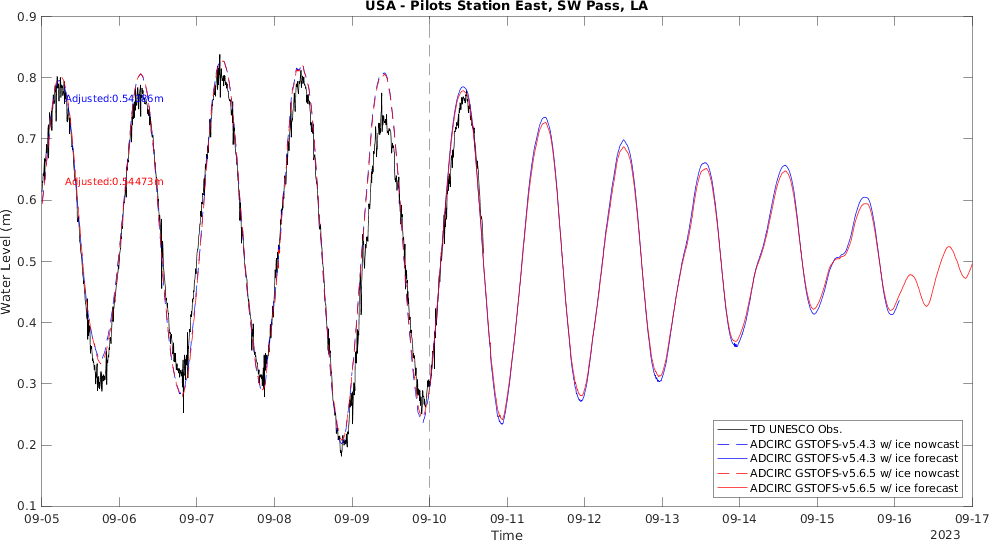 USA - Pilots Station East, SW Pass, LA
0.9
0.8
0.7
0.6
0.5
0.4
0.3
0.2
0.1
Water Level (m)
Adjusted:0.54473m
TD UNESCO Obs.
ADCIRC GSTOFS-v5.4.3 w/ ice nowcast
ADCIRC GSTOFS-v5.4.3 w/ ice forecast
ADCIRC GSTOFS-v5.6.5 w/ ice nowcast
ADCIRC GSTOFS-v5.6.5 w/ ice forecast
09-05 09-06 09-07 09-08 09-09 09-10 09-11 09-12 09-13 09-14 09-15 09-16 09-17
Time
2023